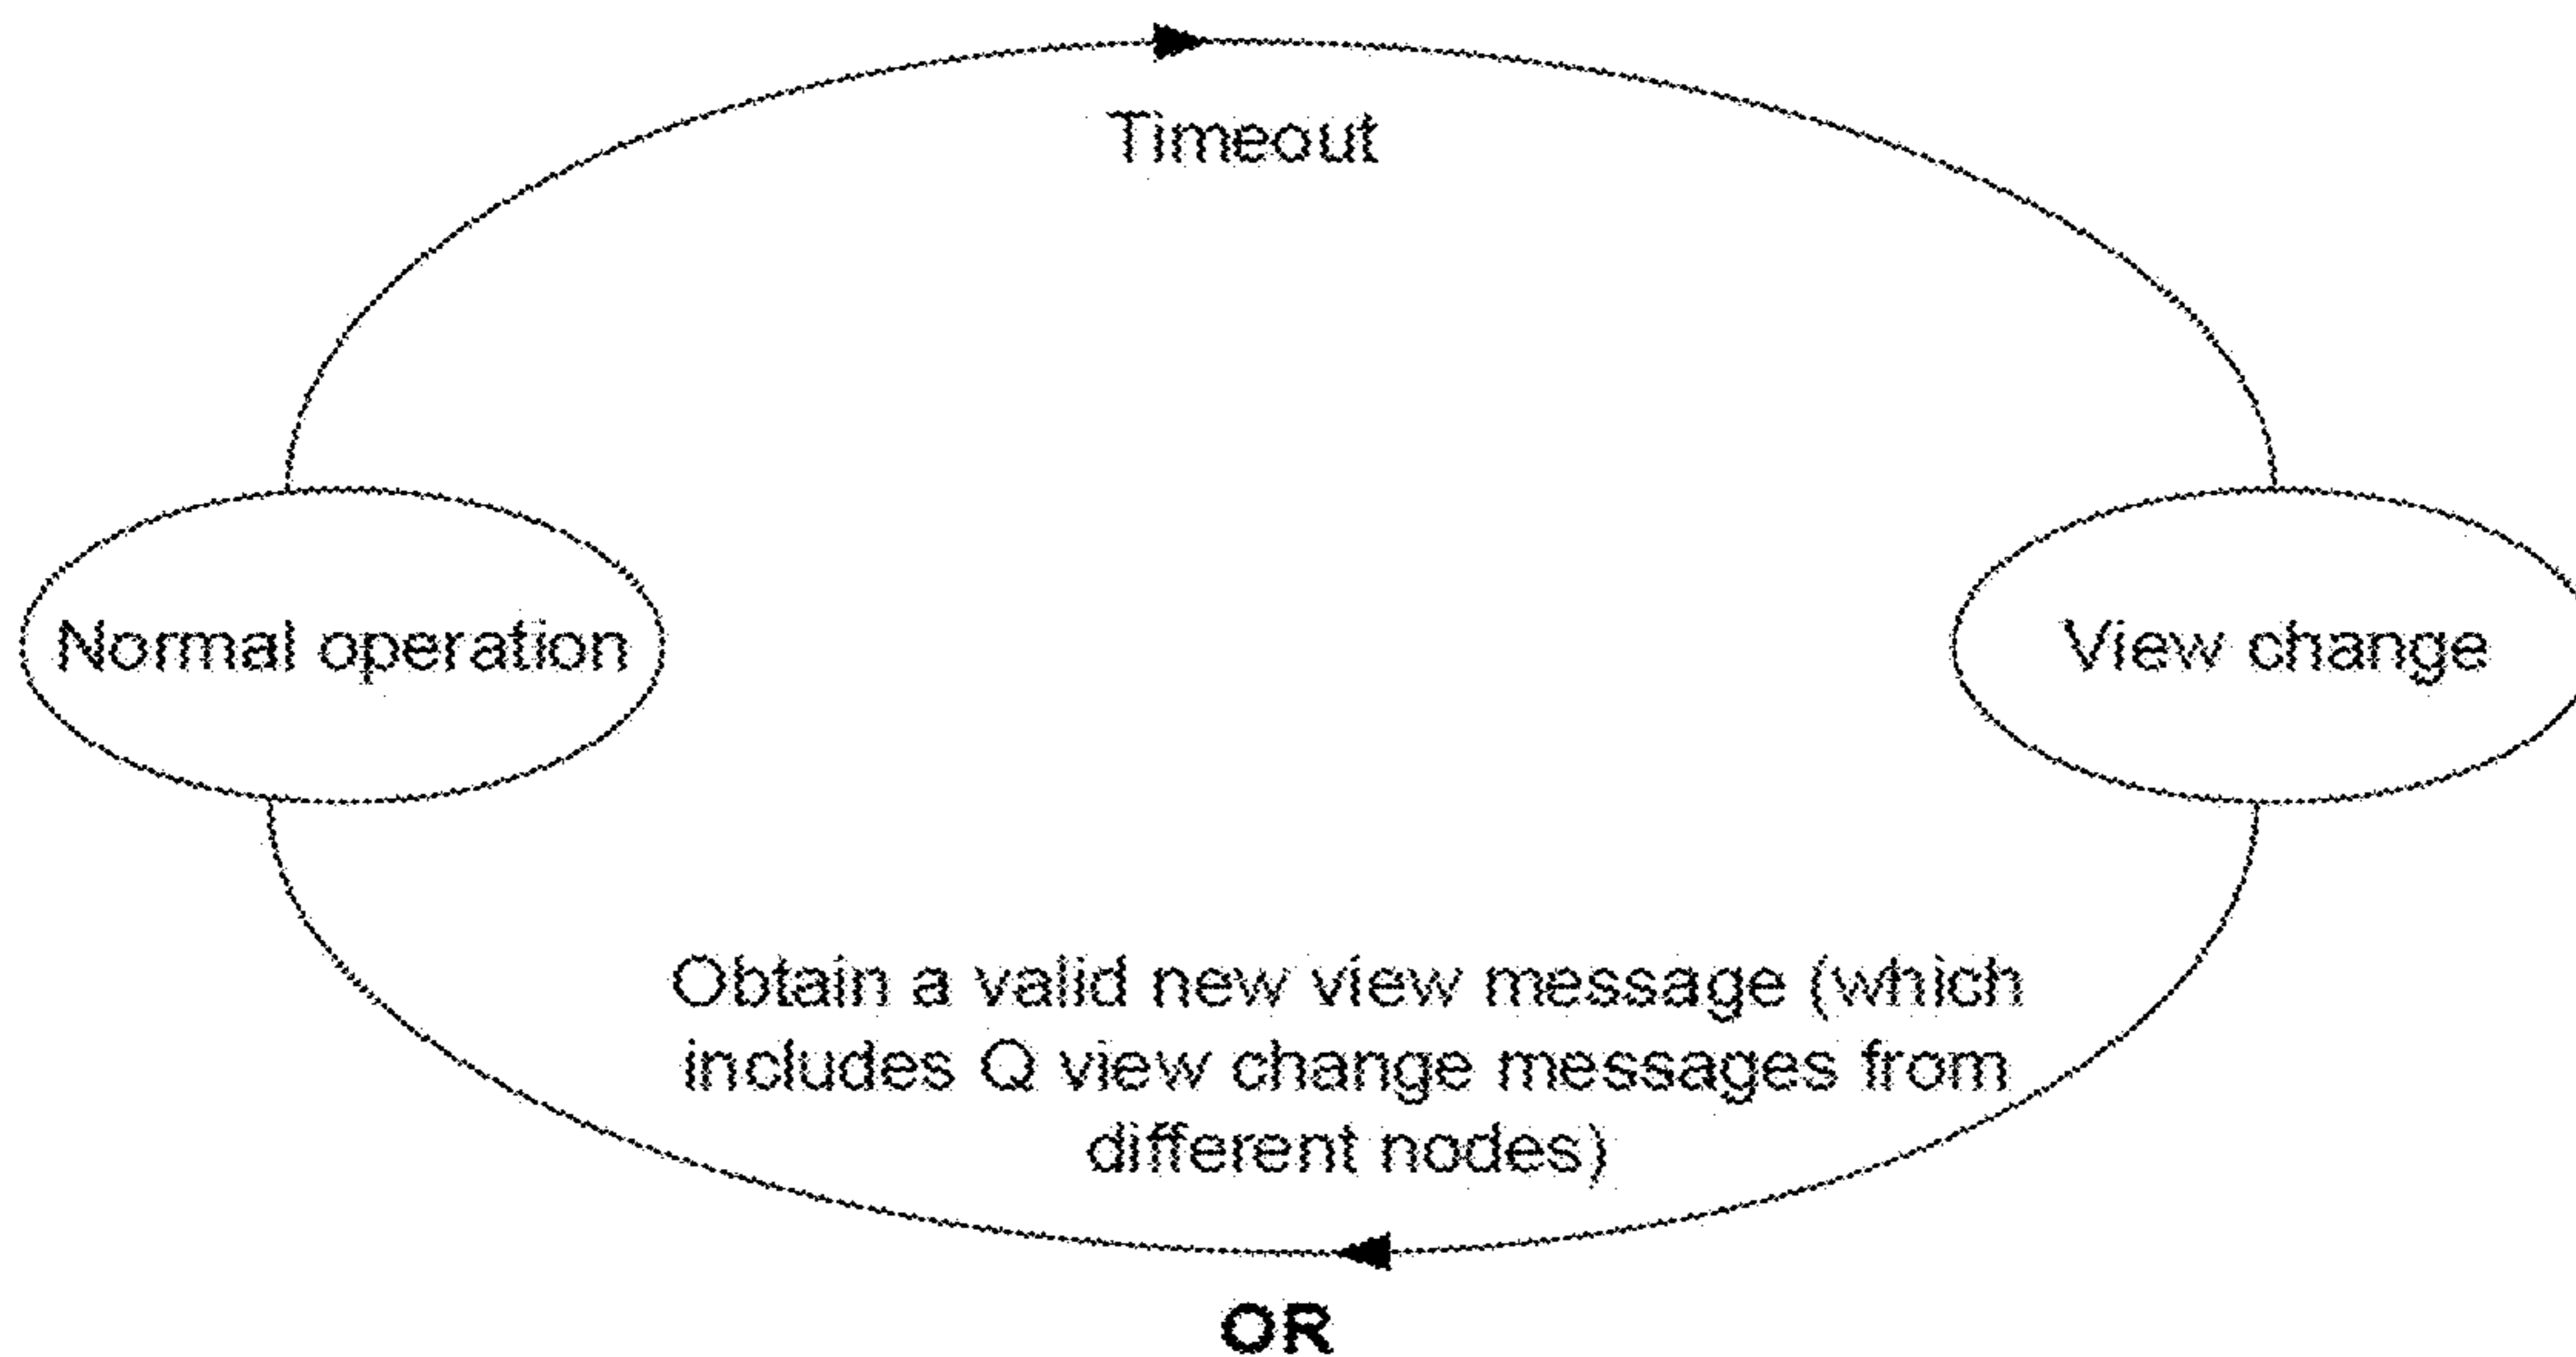 Timeout
Normal operation
View change
Obtain a valid new view message (which
includes Q view change messages from
different nodes)
OR